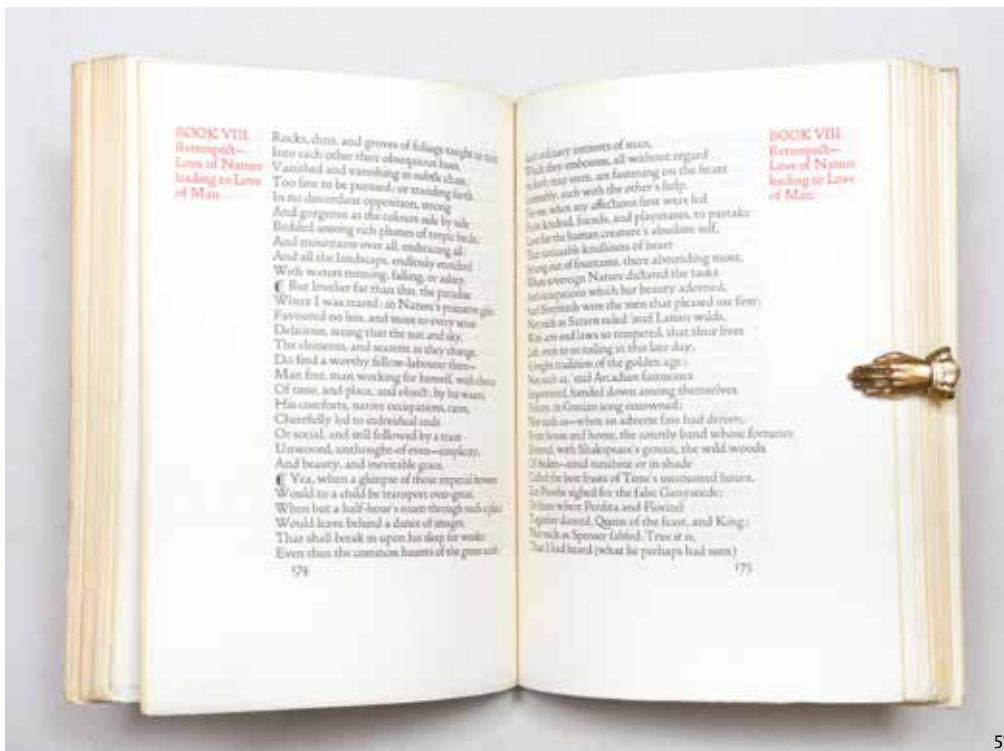 BOOK VIII.
Retrospect—
Love of Nature
leading to Love
of Man.
Rocks, dens, and groves of foliage taught to melt
Into each other their obsequious hues,
Vanished and vanishing in subtle chase,
Too fine to be pursued; or standing forth
In no discordant opposition, strong
And gorgeous as the colours side by side
Bedded among rich plumes of tropic birds;
And mountains over all, embracing all;
And all the landscape, endlessly enriched
With waters running, falling, or asleep.
¶ But lovelier far than this, the paradise
Where I was reared; in Nature's primitive gifts
Favoured no less, and more to every sense
Delicious, seeing that the sun and sky,
The elements, and seasons as they change,
Do find a worthy fellow-labourer there—
Man free, man working for himself, with choice
Of time, and place, and object; by his wants,
His comforts, native occupations, cares,
Cheerfully led to individual ends
Or social, and still followed by a train
Unwooed, unthought-of even—simplicity,
And beauty, and inevitable grace.
¶ Yea, when a glimpse of those imperial bowers
Would to a child be transport over-great,
When but a half-hour's roam through such a place
Would leave behind a dance of images,
That shall break in upon his sleep for weeks;
Even then the common haunts of the green earth,
174
BOOK VIII.
Retrospect—
Love of Nature
leading to Love
of Man.
ordinary interests of man,
they embosom, all without regard
both may seem, are fastening on the heart
each with the other's help.
when my affections first were led
kindred, friends, and playmates, to partake
for the human creature's absolute self,
noticeable kindliness of heart
out of fountains, there abounding most,
sovereign Nature dictated the tasks
occupations which her beauty adorned,
And Shepherds were the men that pleased me first;
Not such as Saturn ruled 'mid Latian wilds,
With arts and laws so tempered, that their lives
Left, even to us toiling in this late day,
bright tradition of the golden age;
Not such as, 'mid Arcadian fastnesses
Sequestered, handed down among themselves
in Grecian song renowned;
Nor such as—when an adverse fate had driven,
From house and home, the courtly band whose fortunes
with Shakspeare's genius, the wild woods
Of Arden—amid sunshine or in shade
Culled the best fruits of Time's uncounted hours,
Ere Phoebe sighed for the false Ganymede;
Or there where Perdita and Florizel
Together danced, Queen of the feast, and King;
Nor such as Spenser fabled. True it is,
That I had heard (what he perhaps had seen)
175
5